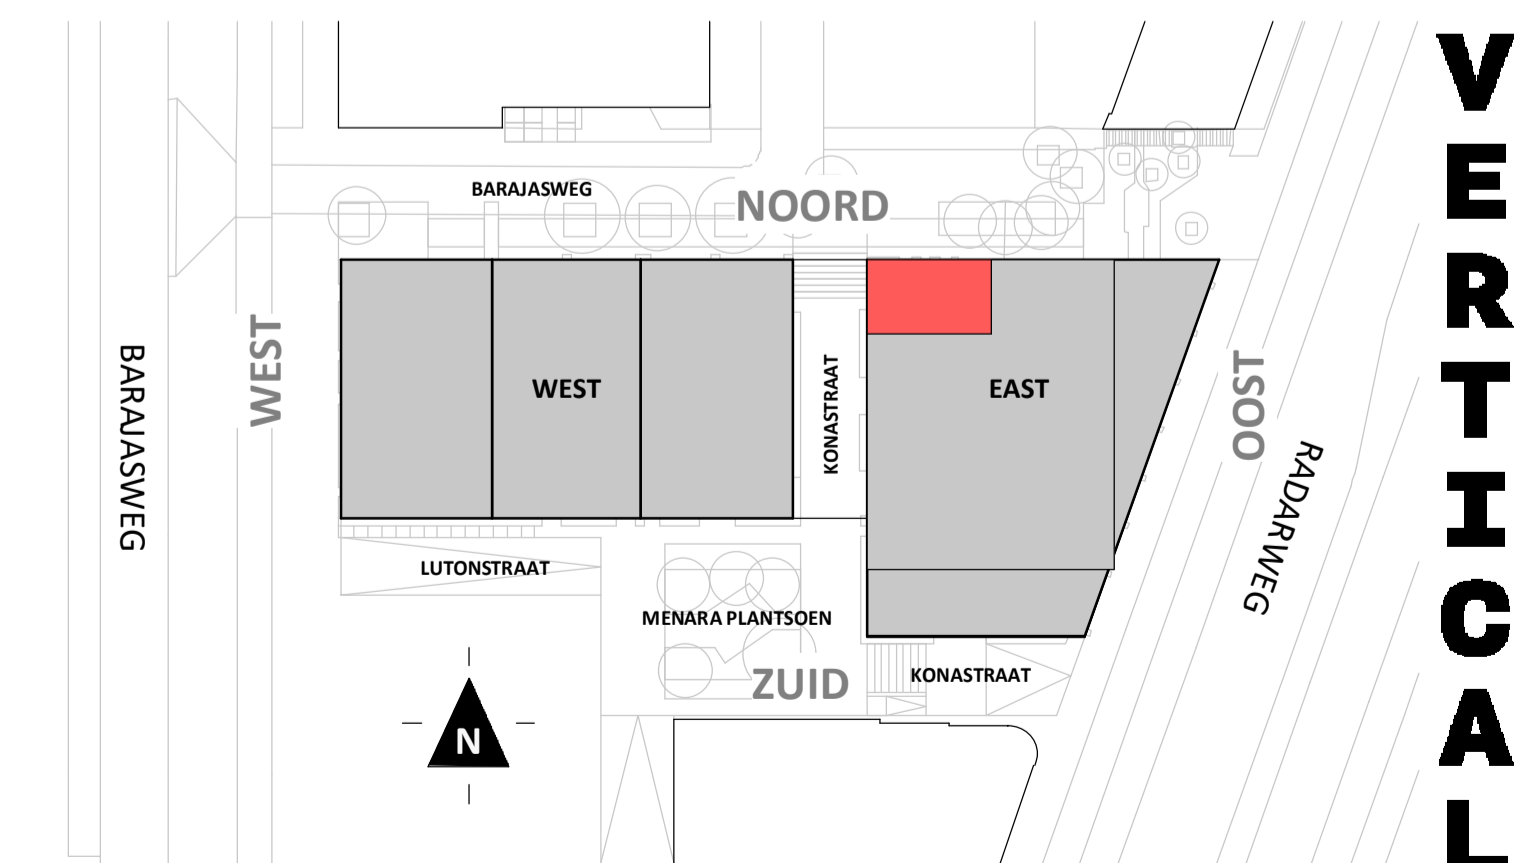 BARAJASWEG
NOORD
WEST
BARAJASWEG
WEST
KONASTRAAT
EAST
OOST
RADARWEG
LUTONSTRAAT
MENARA PLANTSOEN
ZUID
KONASTRAAT
N
VERTICAL